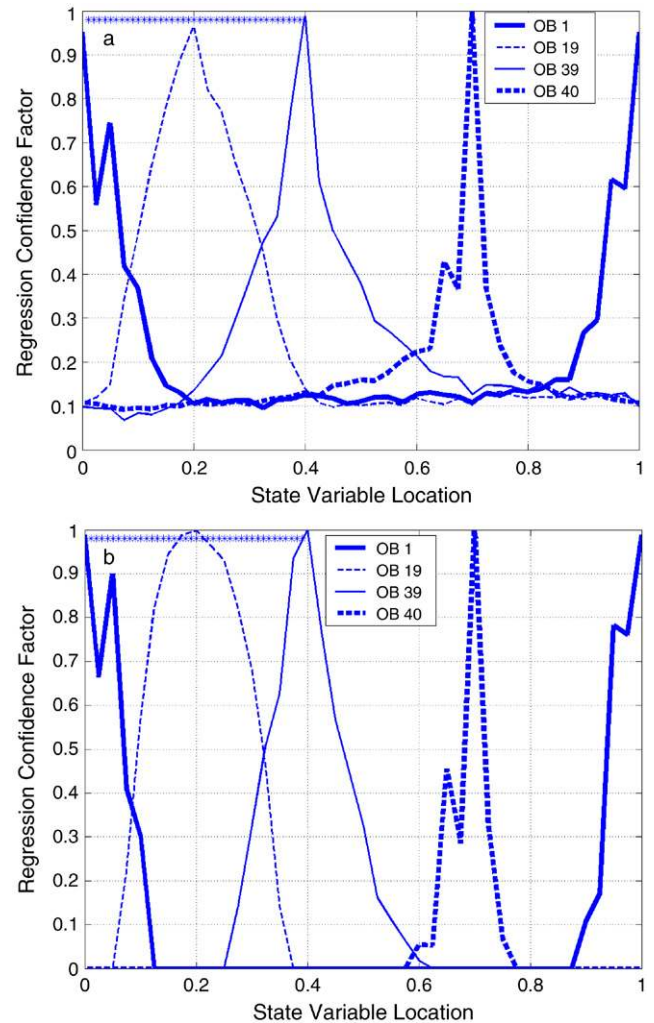 1
0.9
0.8
0.7
0.6
0.5
0.4
0.3
0.2
0.1
0
a
OB 1
OB 19
OB 39
OB 40
Regression Confidence Factor
0 0.2 0.4 0.6 0.8 1
State Variable Location
1
0.9
0.8
0.7
0.6
0.5
0.4
0.3
0.2
0.1
0
b
OB 1
OB 19
OB 39
OB 40
Regression Confidence Factor
0 0.2 0.4 0.6 0.8 1
State Variable Location